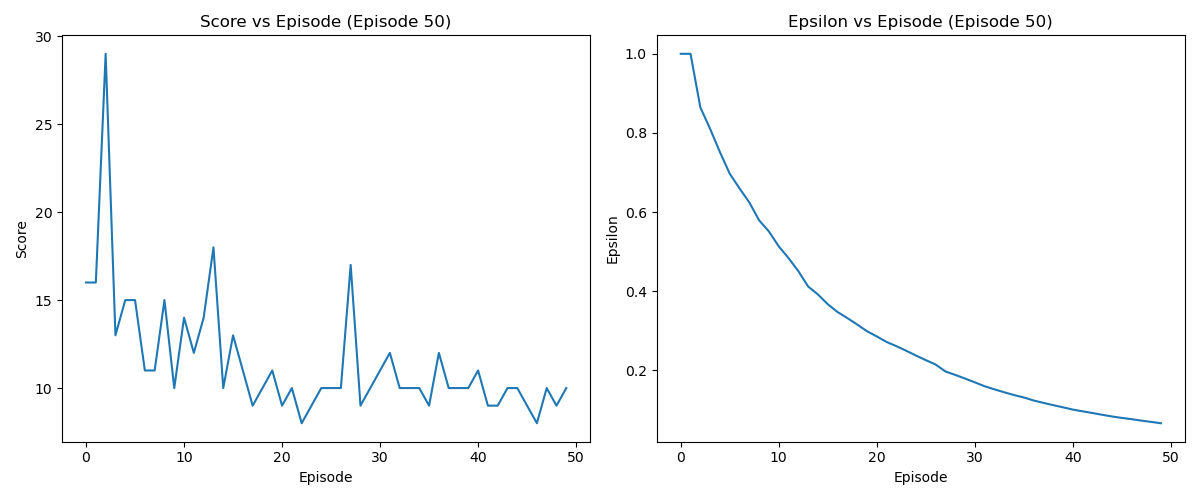 Score vs Episode (Episode 50)
30
25
20
15
10
Score
0 10 20 30 40 50
Episode
Epsilon vs Episode (Episode 50)
1.0
0.8
0.6
0.4
0.2
Epsilon
0 10 20 30 40 50
Episode